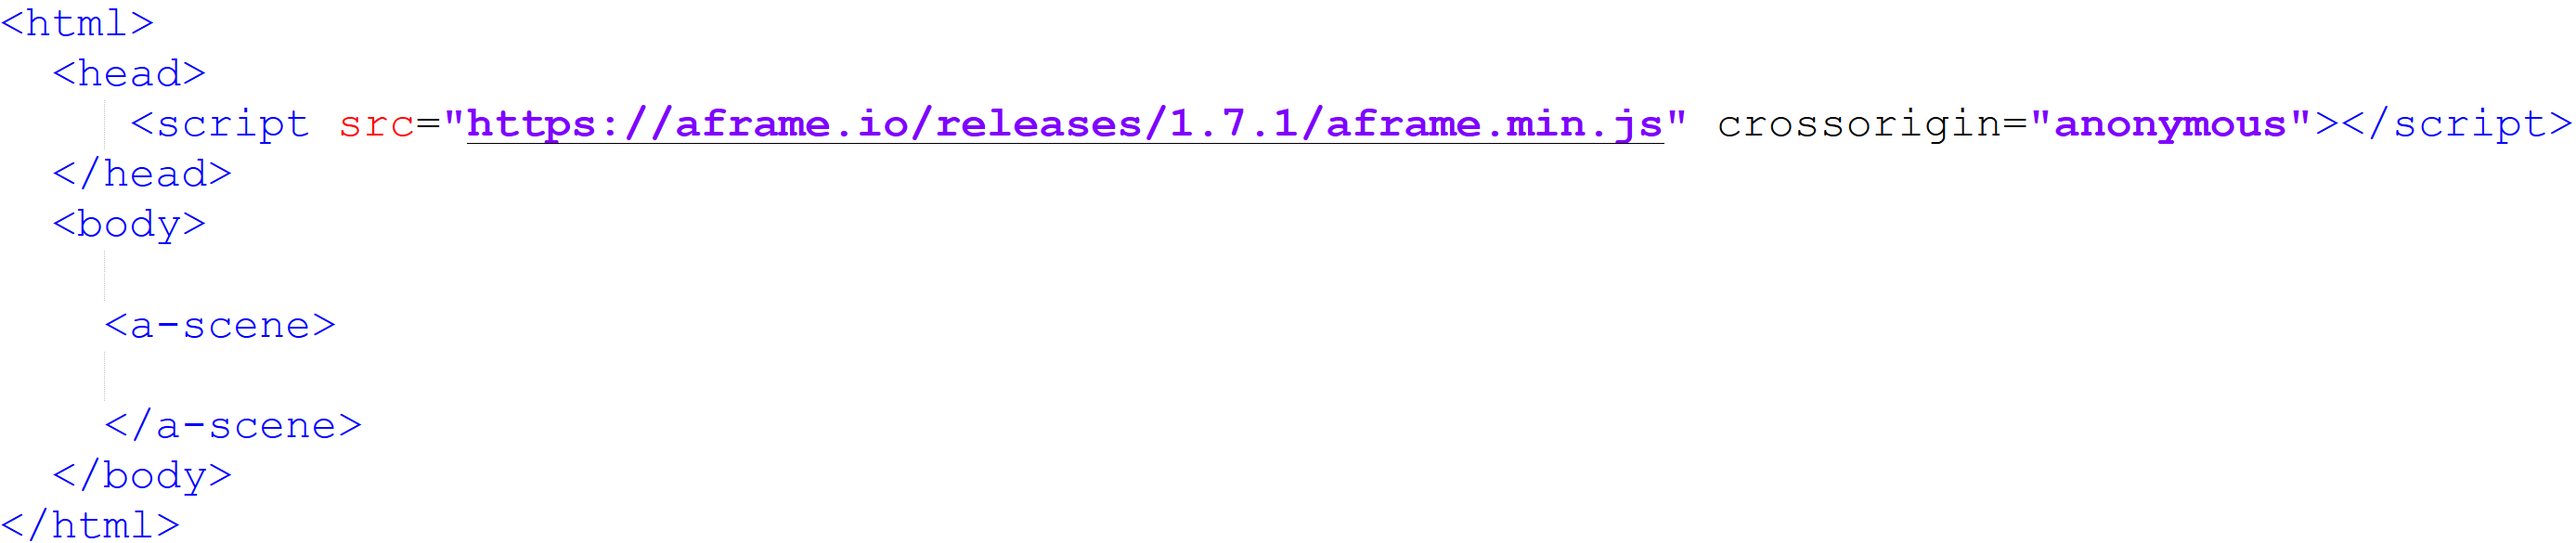 <html>
<head>
<script src="https://aframe.io/releases/1.7.1/aframe.min.js" crossorigin="anonymous"></script>
</head>
<body>
<a-scene>
</a-scene>
</body>
</html>